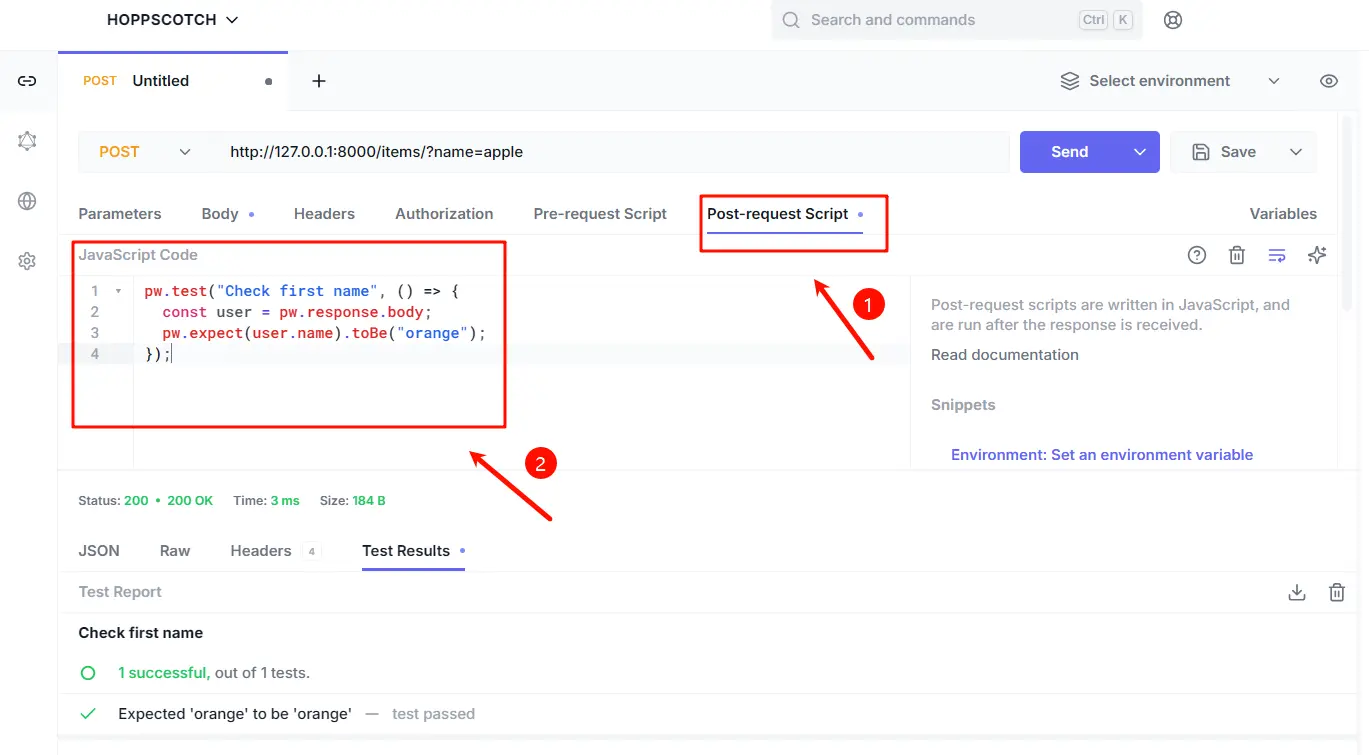 HOPPSCOTCH
Search and commands
Ctrl K
POST Untitled
Select environment
POST http://127.0.0.1:8000/items/?name=apple
Send
Save
Parameters Body Headers Authorization Pre-request Script Post-request Script Variables
JavaScript Code
1 pw.test("Check first name", () => {
2 const user = pw.response.body;
3 pw.expect(user.name).toBe("orange");
4 });
Post-request scripts are written in JavaScript, and
are run after the response is received.
Read documentation
Snippets
Environment: Set an environment variable
1
2
Status: 200 • 200 OK Time: 3 ms Size: 184 B
JSON Raw Headers 4 Test Results
Test Report
Check first name
1 successful, out of 1 tests.
Expected 'orange' to be 'orange' — test passed